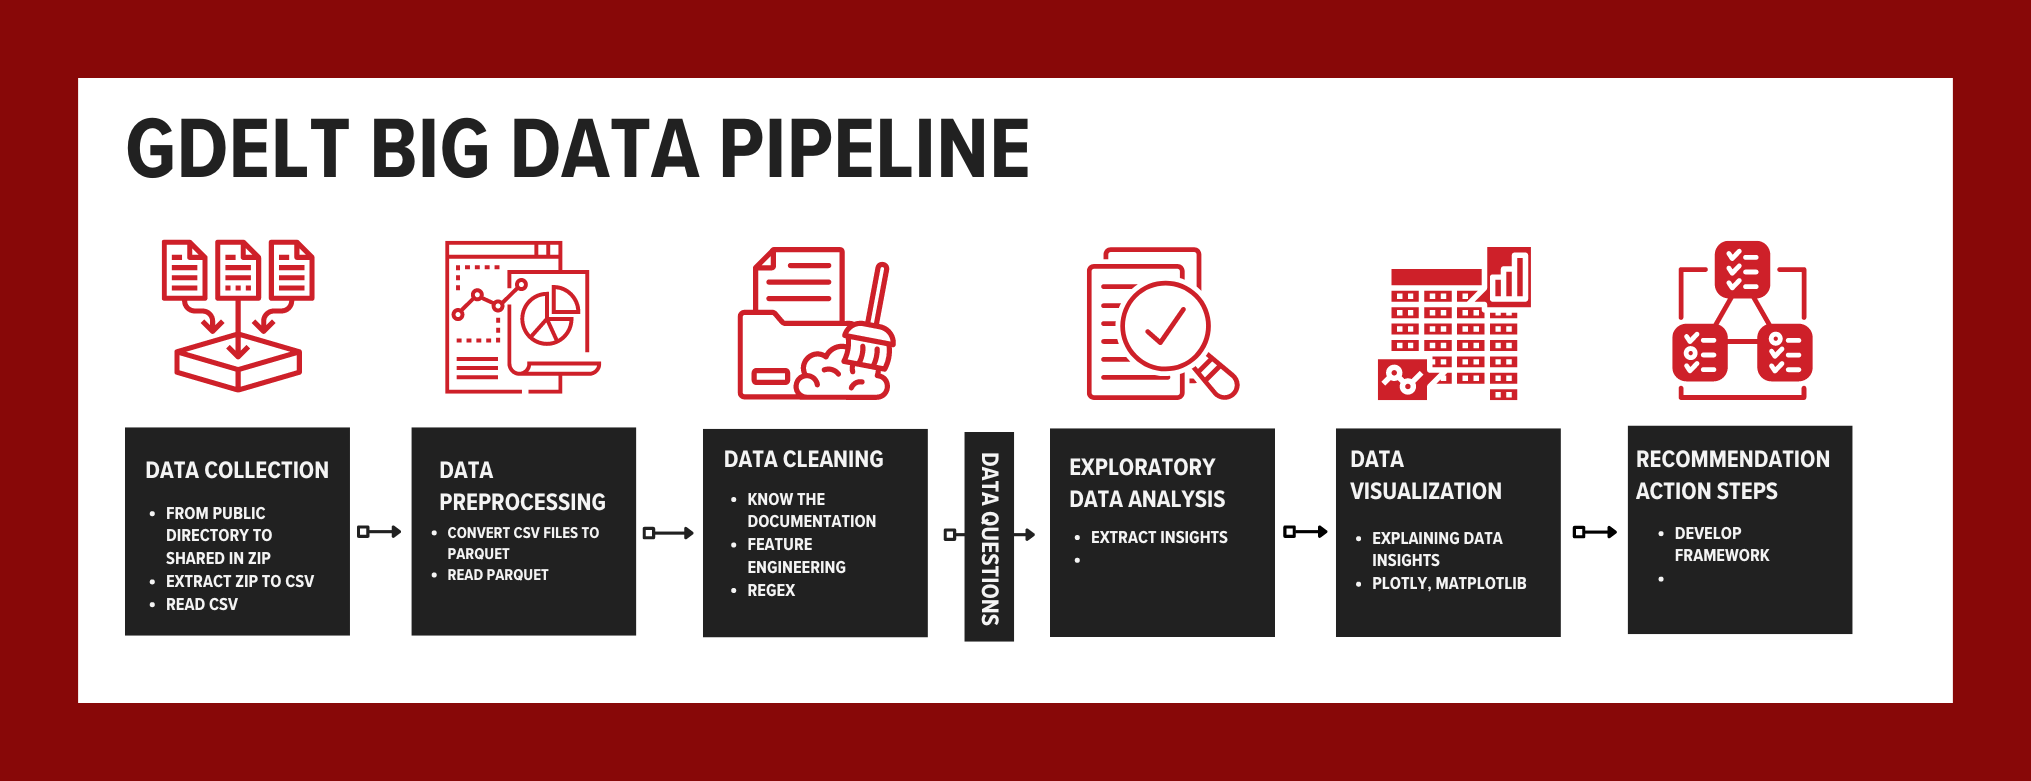 GDELT BIG DATA PIPELINE
DATA COLLECTION
• FROM PUBLIC
DIRECTORY TO
SHARED IN ZIP
• EXTRACT ZIP TO CSV
• READ CSV
DATA
PREPROCESSING
• CONVERT CSV FILES TO
PARQUET
• READ PARQUET
DATA CLEANING
• KNOW THE
DOCUMENTATION
• FEATURE
ENGINEERING
• REGEX
DATA QUESTIONS
EXPLORATORY
DATA ANALYSIS
• EXTRACT INSIGHTS
•
DATA
VISUALIZATION
• EXPLAINING DATA
INSIGHTS
• PLOTLY, MATPLOTLIB
RECOMMENDATION
ACTION STEPS
• DEVELOP
FRAMEWORK
•